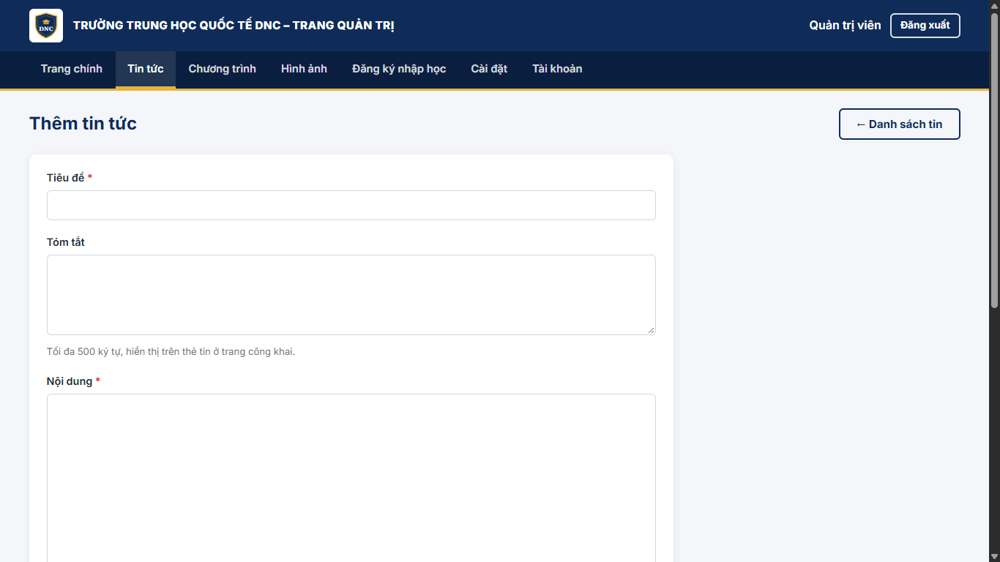 DNC
TRƯỜNG TRUNG HỌC QUỐC TẾ DNC – TRANG QUẢN TRỊ
Quản trị viên
Đăng xuất
Trang chính
Tin tức
Chương trình
Hình ảnh
Đăng ký nhập học
Cài đặt
Tài khoản
Thêm tin tức
← Danh sách tin
Tiêu đề *
Tóm tắt
Tối đa 500 ký tự, hiển thị trên thẻ tin ở trang công khai.
Nội dung *